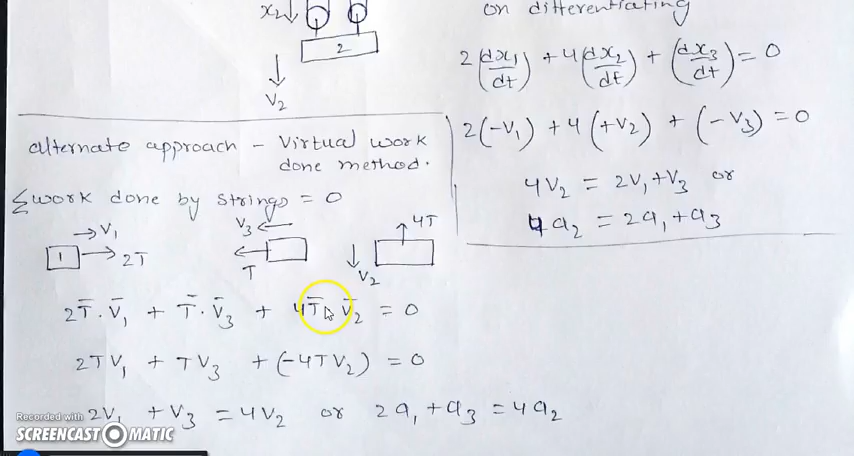 x₂↓
2
V₂
alternate approach - Virtual work
done method.
Σwork done by strings = 0
1 → V₁ 2T
V₃ T
4T V₂
2T̄.V̄₁ + T̄.V̄₃ + 4T̄.V̄₂ = 0
2TV₁ + TV₃ + (-4TV₂) = 0
2V₁ + V₃ = 4V₂ or 2a₁ + a₃ = 4a₂
on differentiating
2(dx₁/dt) + 4(dx₂/dt) + (dx₃/dt) = 0
2(-V₁) + 4(+V₂) + (-V₃) = 0
4V₂ = 2V₁ + V₃ or
4a₂ = 2a₁ + a₃
Recorded with
SCREENCAST-O-MATIC